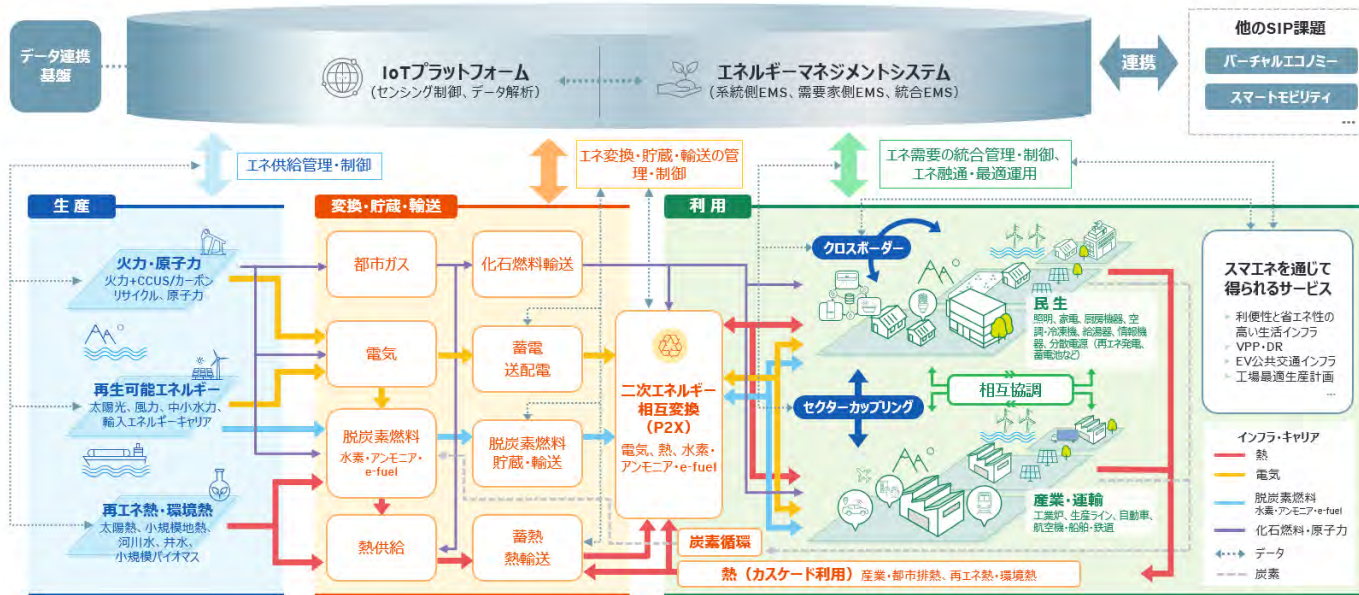 データ連携
基盤
IoTプラットフォーム
(センシング制御、データ解析)
エネルギーマネジメントシステム
(系統側EMS、需要家側EMS、統合EMS)
連携
他のSIP課題
バーチャルエコノミー
スマートモビリティ
...
エネ供給管理・制御
エネ変換・貯蔵・輸送の管
理・制御
エネ需要の統合管理・制御、
エネ融通・最適運用
生産
火力・原子力
火力+CCUS/カーボン
リサイクル、原子力
再生可能エネルギー
太陽光、風力、中小水力、
輸入エネルギーキャリア
再エネ熱・環境熱
太陽熱、小規模地熱、
河川水、井水、
小規模バイオマス
変換・貯蔵・輸送
都市ガス
化石燃料輸送
電気
蓄電
送配電
脱炭素燃料
水素・アンモニア・
e-fuel
脱炭素燃料
貯蔵・輸送
熱供給
蓄熱
熱輸送
二次エネルギー
相互変換
(P2X)
電気、熱、水素・
アンモニア・e-fuel
利用
クロスボーダー
民生
照明、家電、厨房機器、空
調・冷凍機、給湯器、情報機
器、分散電源(再エネ発電、
蓄電池など)
セクターカップリング
相互協調
産業・運輸
工業炉、生産ライン、自動車、
航空機・船舶・鉄道
炭素循環
熱(カスケード利用)産業・都市排熱、再エネ熱・環境熱
スマエネを通じて
得られるサービス
利便性と省エネ性の
高い生活インフラ
VPP・DR
EV公共交通インフラ
工場最適生産計画
...
インフラ・キャリア
熱
電気
脱炭素燃料
水素・アンモニア・e-fuel
化石燃料・原子力
データ
炭素